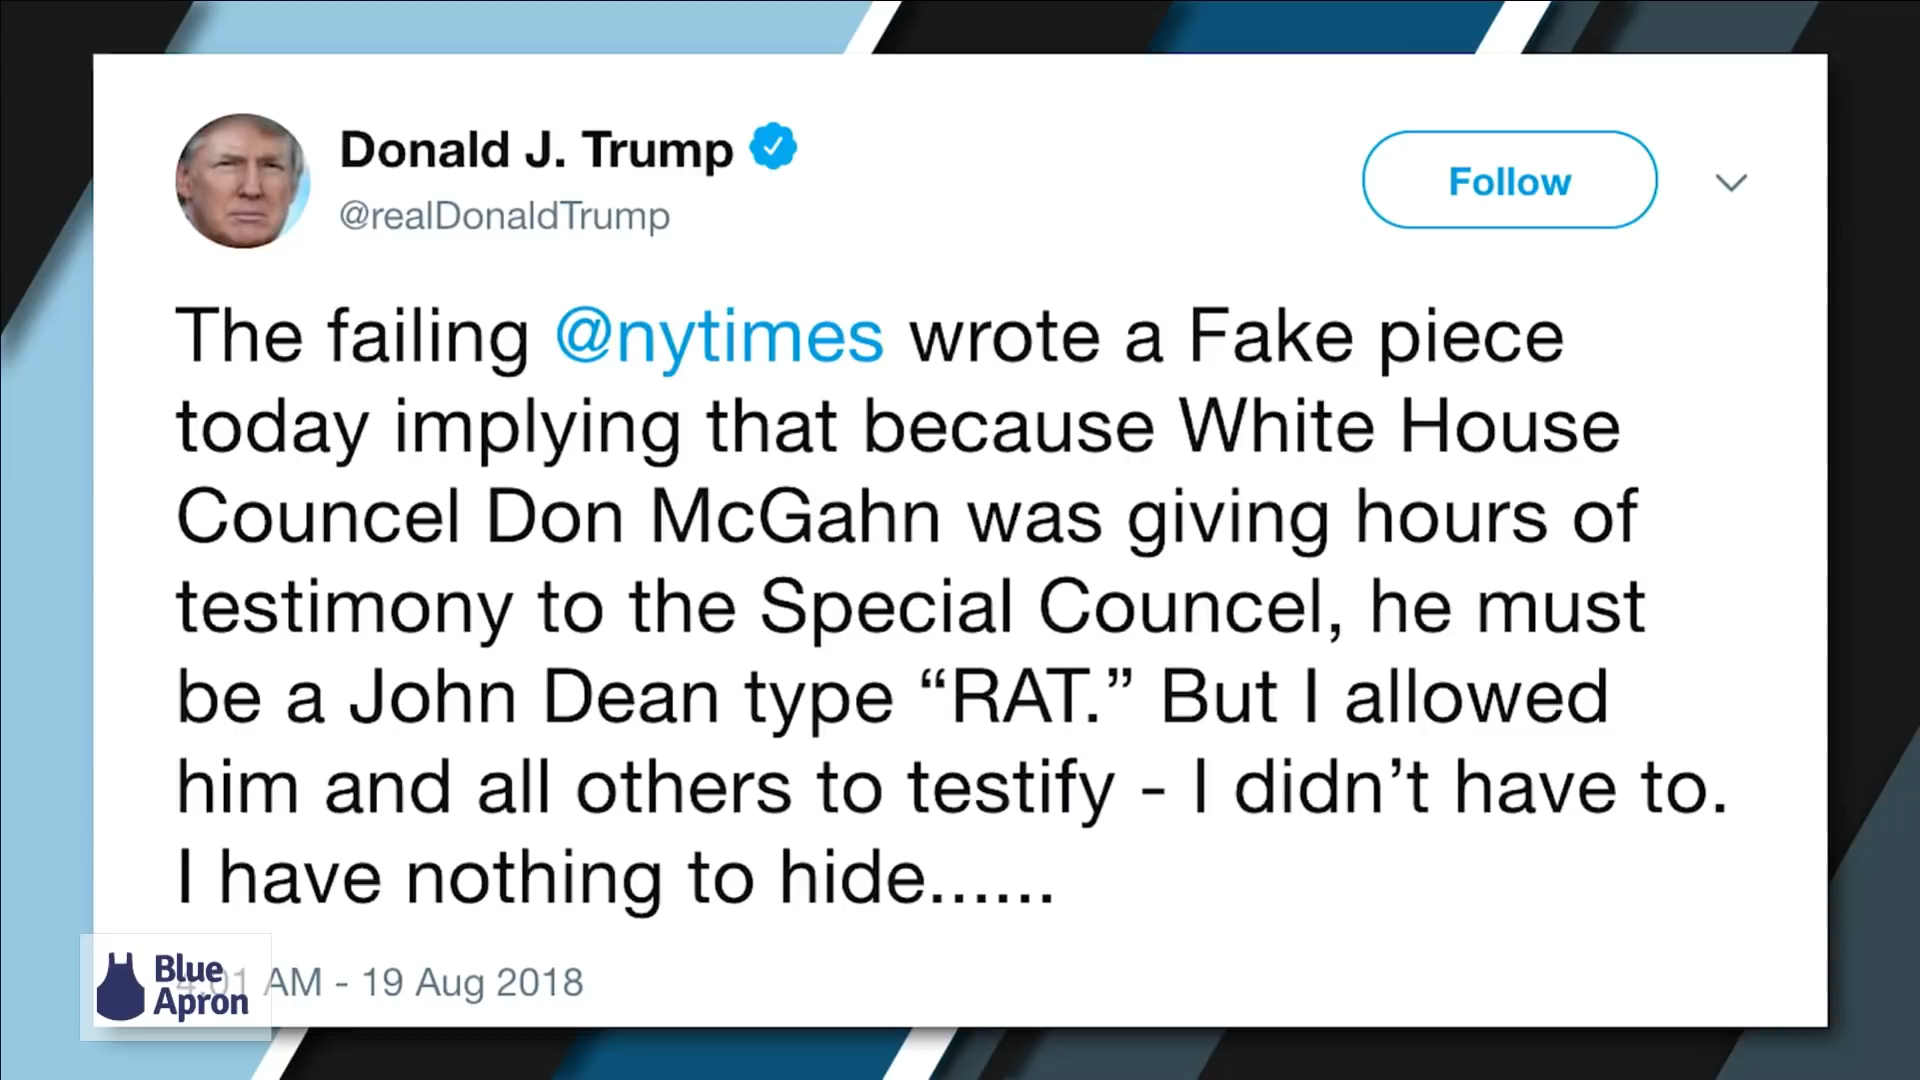 Donald J. Trump
@realDonaldTrump
Follow
The failing @nytimes wrote a Fake piece
today implying that because White House
Councel Don McGahn was giving hours of
testimony to the Special Councel, he must
be a John Dean type “RAT.” But I allowed
him and all others to testify - I didn’t have to.
I have nothing to hide......
4:01 AM - 19 Aug 2018
Blue
Apron